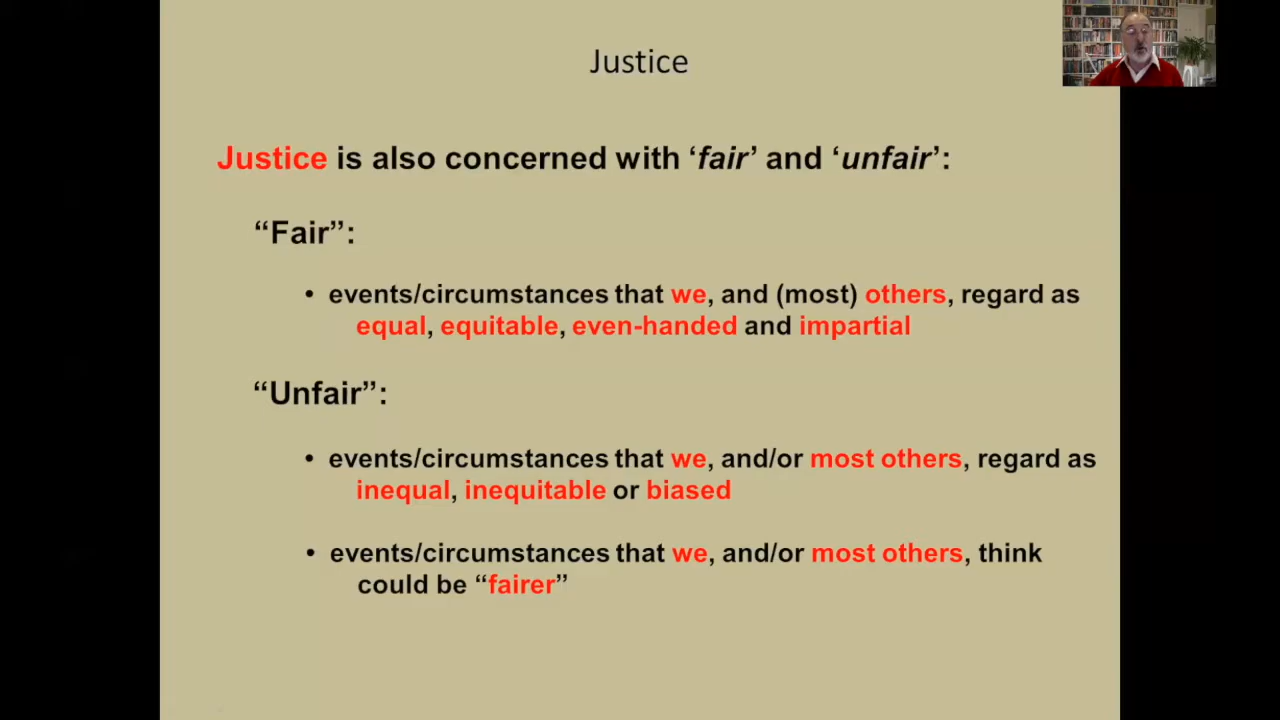 Justice
Justice is also concerned with ‘fair’ and ‘unfair’:
“Fair”:
• events/circumstances that we, and (most) others, regard as
equal, equitable, even-handed and impartial
“Unfair”:
• events/circumstances that we, and/or most others, regard as
inequal, inequitable or biased
• events/circumstances that we, and/or most others, think
could be “fairer”